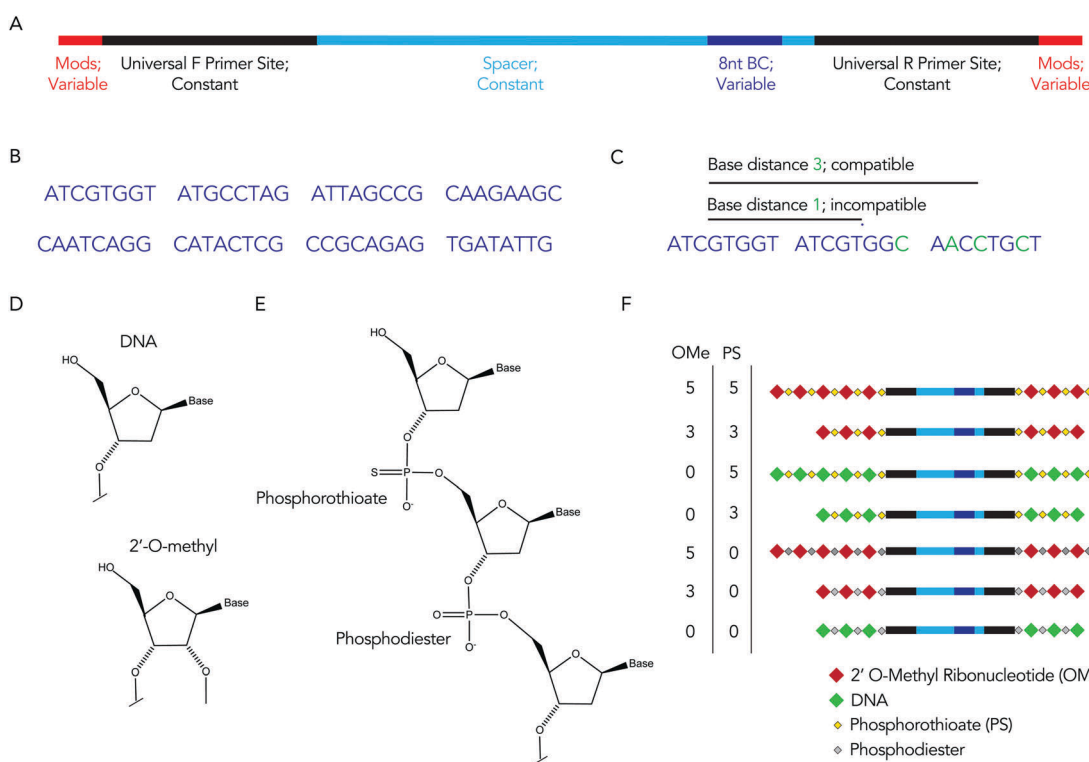 A
Mods;
Variable
Universal F Primer Site;
Constant
Spacer;
Constant
8nt BC;
Variable
Universal R Primer Site;
Constant
Mods;
Variable
B
ATCGTGGT ATGCCTAG ATTAGCCG CAAGAAGC
CAATCAGG CATACTCG CCGCAGAG TGATATTG
C
Base distance 3; compatible
Base distance 1; incompatible
ATCGTGGT ATCGTGGC AACCTGCT
D
DNA
HO
O
Base
O
2'-O-methyl
HO
O
Base
O
O
E
HO
O
Base
O
S
P
O
O-
Phosphorothioate
O
Base
O
O
P
O
O-
Phosphodiester
O
Base
O
F
OMe PS
5 5
3 3
0 5
0 3
5 0
3 0
0 0
2' O-Methyl Ribonucleotide (OM
DNA
Phosphorothioate (PS)
Phosphodiester